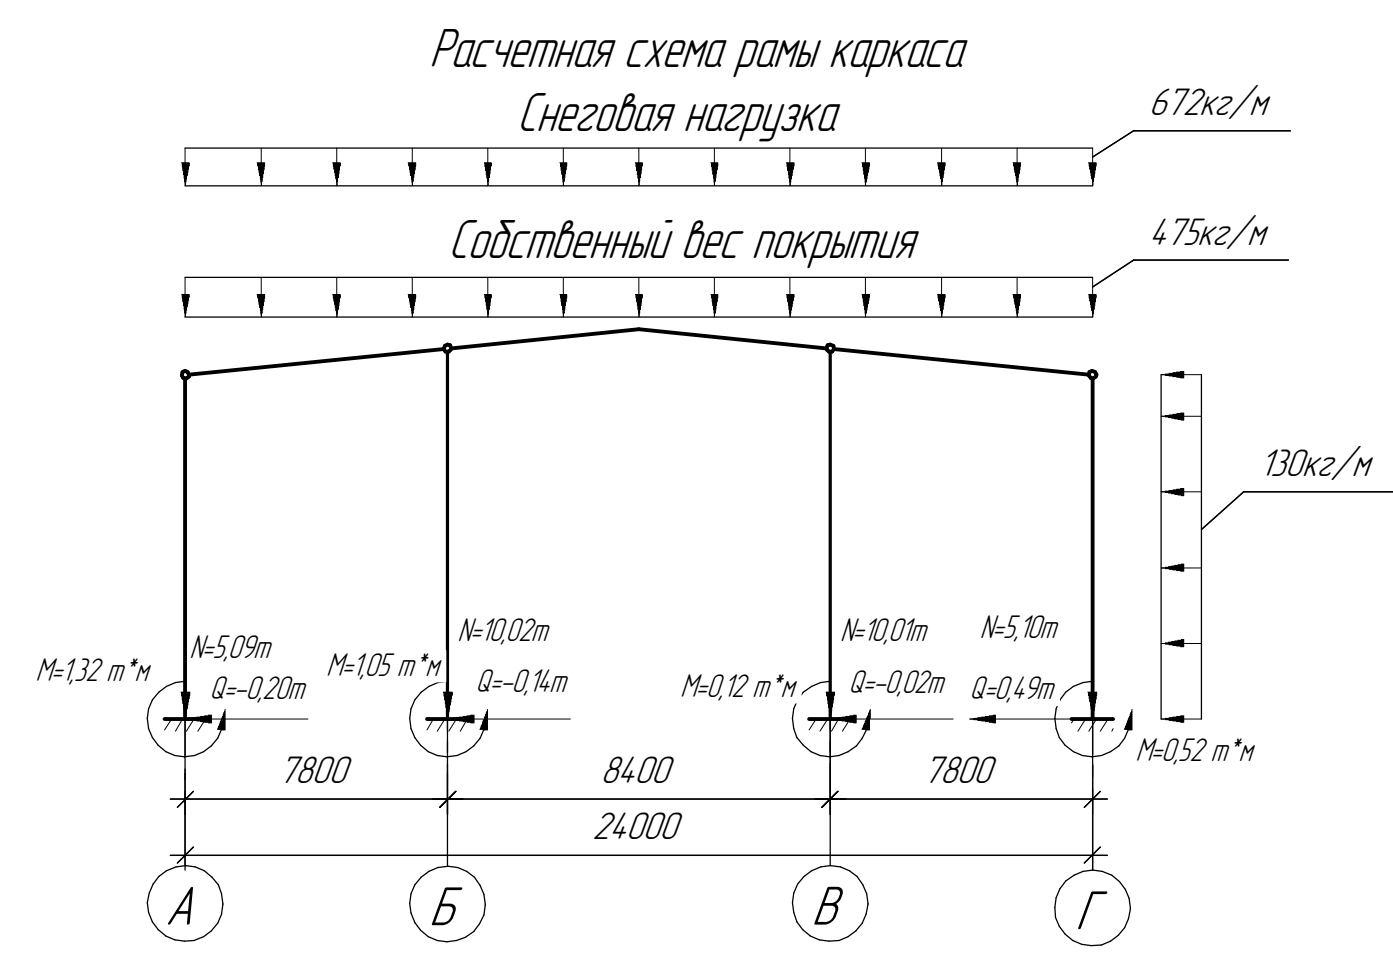 Расчетная схема рамы каркаса
Снеговая нагрузка
672кг/м
Собственный вес покрытия
475кг/м
130кг/м
N=5,09т
M=1,32 т*м
Q=-0,20т
N=10,02т
M=1,05 т*м
Q=-0,14т
N=10,01т
M=0,12 т*м
Q=-0,02т
N=5,10т
Q=0,49т
M=0,52 т*м
7800
8400
7800
24000
А
Б
В
Г